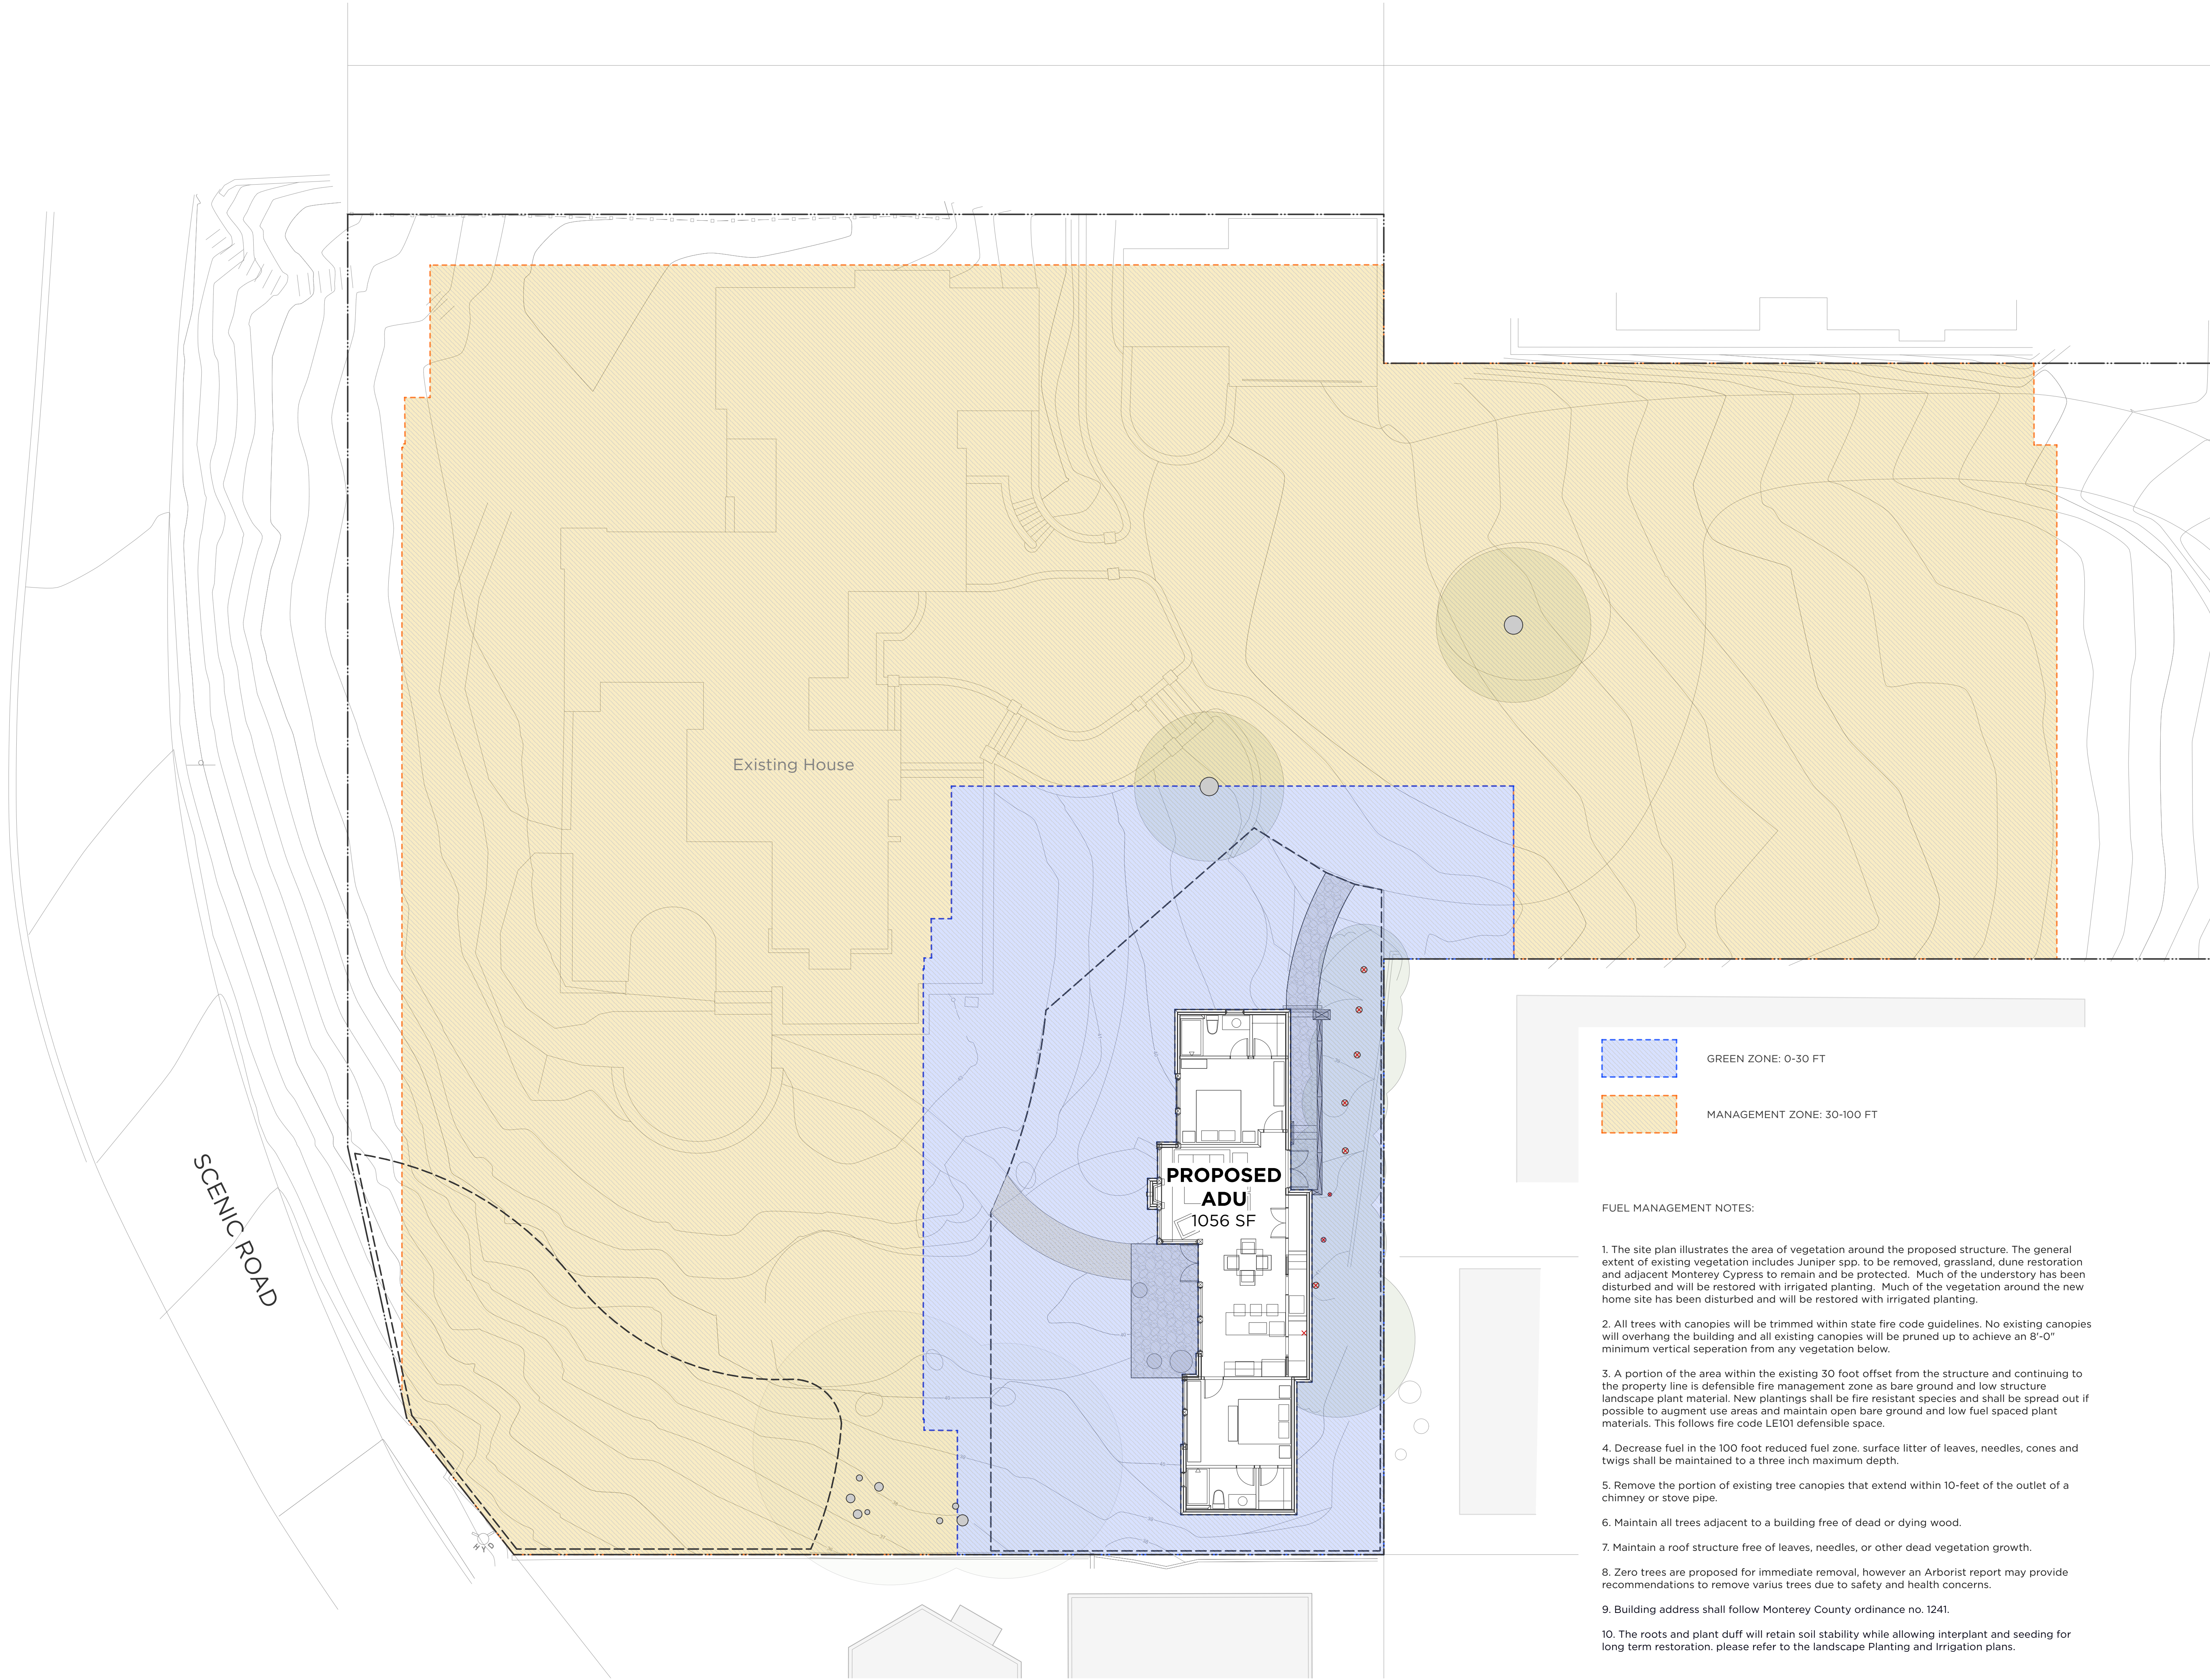 Existing House
PROPOSED
ADU
1056 SF
SCENIC ROAD
HYD
GREEN ZONE: 0-30 FT
MANAGEMENT ZONE: 30-100 FT
FUEL MANAGEMENT NOTES:
1. The site plan illustrates the area of vegetation around the proposed structure. The general
extent of existing vegetation includes Juniper spp. to be removed, grassland, dune restoration
and adjacent Monterey Cypress to remain and be protected.  Much of the understory has been
disturbed and will be restored with irrigated planting.  Much of the vegetation around the new
home site has been disturbed and will be restored with irrigated planting.
2. All trees with canopies will be trimmed within state fire code guidelines. No existing canopies
will overhang the building and all existing canopies will be pruned up to achieve an 8'-0"
minimum vertical seperation from any vegetation below.
3. A portion of the area within the existing 30 foot offset from the structure and continuing to
the property line is defensible fire management zone as bare ground and low structure
landscape plant material. New plantings shall be fire resistant species and shall be spread out if
possible to augment use areas and maintain open bare ground and low fuel spaced plant
materials. This follows fire code LE101 defensible space.
4. Decrease fuel in the 100 foot reduced fuel zone. surface litter of leaves, needles, cones and
twigs shall be maintained to a three inch maximum depth.
5. Remove the portion of existing tree canopies that extend within 10-feet of the outlet of a
chimney or stove pipe.
6. Maintain all trees adjacent to a building free of dead or dying wood.
7. Maintain a roof structure free of leaves, needles, or other dead vegetation growth.
8. Zero trees are proposed for immediate removal, however an Arborist report may provide
recommendations to remove varius trees due to safety and health concerns.
9. Building address shall follow Monterey County ordinance no. 1241.
10. The roots and plant duff will retain soil stability while allowing interplant and seeding for
long term restoration. please refer to the landscape Planting and Irrigation plans.